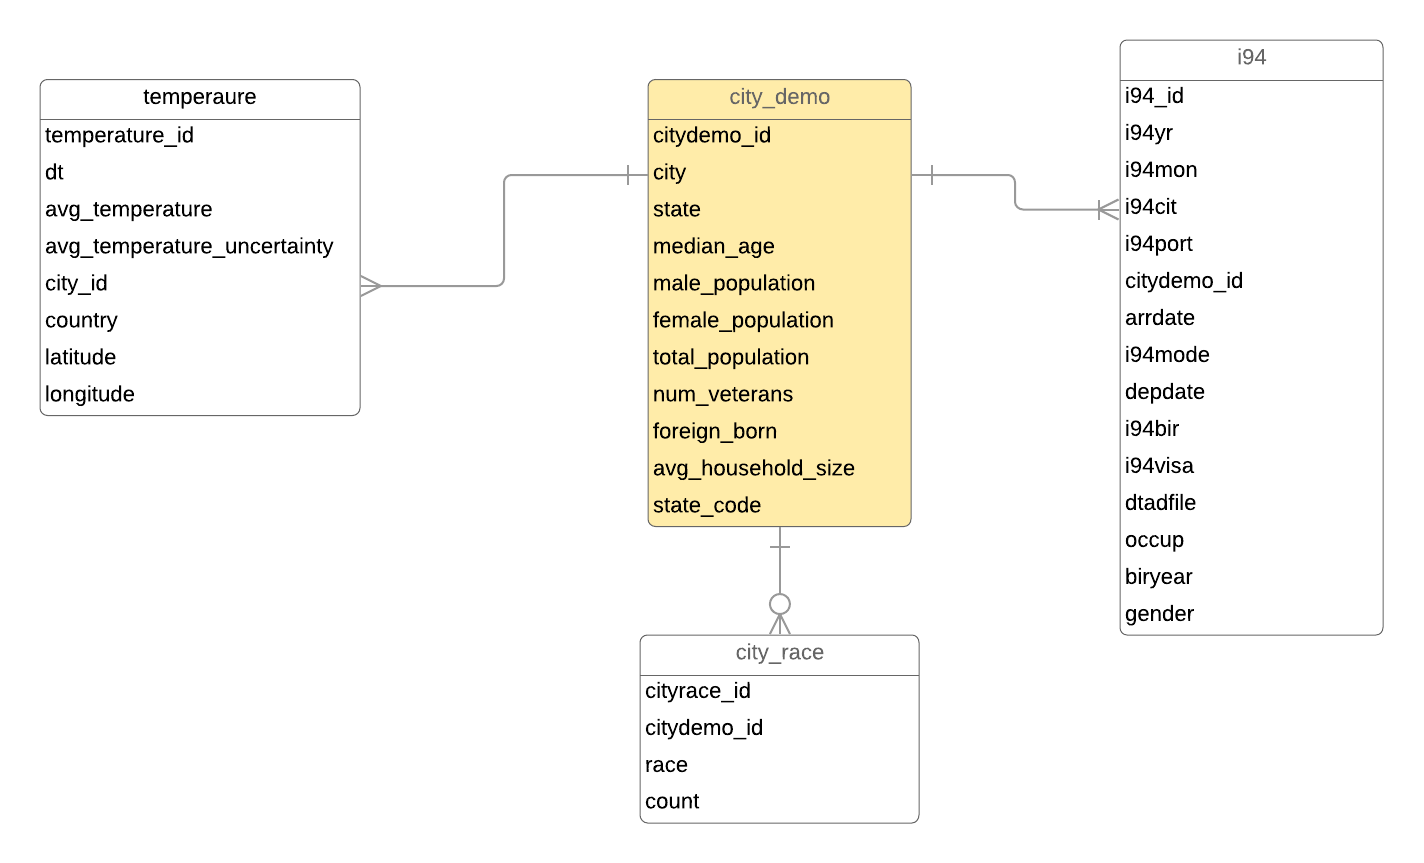 temperaure
temperature_id
dt
avg_temperature
avg_temperature_uncertainty
city_id
country
latitude
longitude
city_demo
citydemo_id
city
state
median_age
male_population
female_population
total_population
num_veterans
foreign_born
avg_household_size
state_code
i94
i94_id
i94yr
i94mon
i94cit
i94port
citydemo_id
arrdate
i94mode
depdate
i94bir
i94visa
dtadfile
occup
biryear
gender
city_race
cityrace_id
citydemo_id
race
count